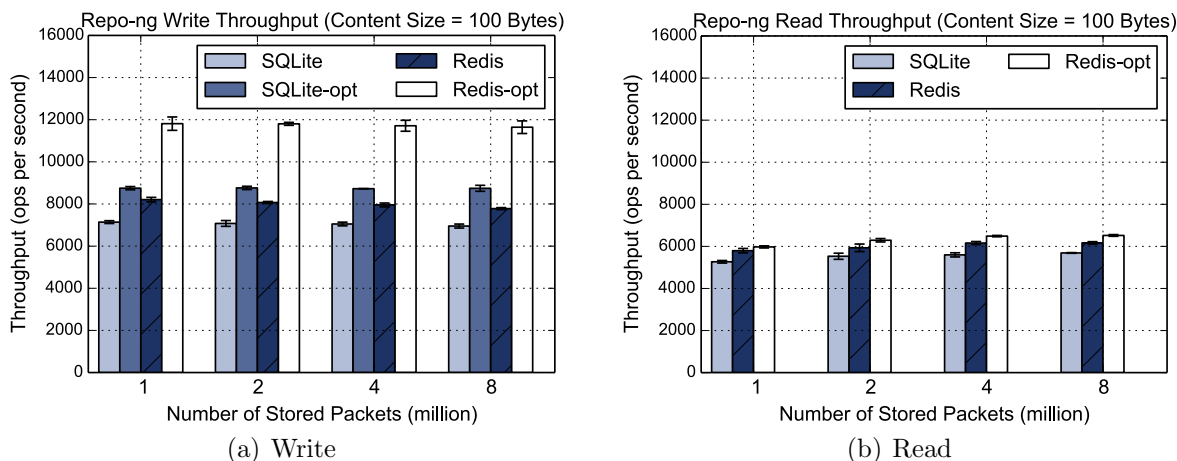 Repo-ng Write Throughput (Content Size = 100 Bytes)
16000
14000
12000
10000
8000
6000
4000
2000
0
Throughput (ops per second)
SQLite
SQLite-opt
Redis
Redis-opt
1 2 4 8
Number of Stored Packets (million)
(a) Write
Repo-ng Read Throughput (Content Size = 100 Bytes)
16000
14000
12000
10000
8000
6000
4000
2000
0
Throughput (ops per second)
SQLite
Redis
Redis-opt
1 2 4 8
Number of Stored Packets (million)
(b) Read